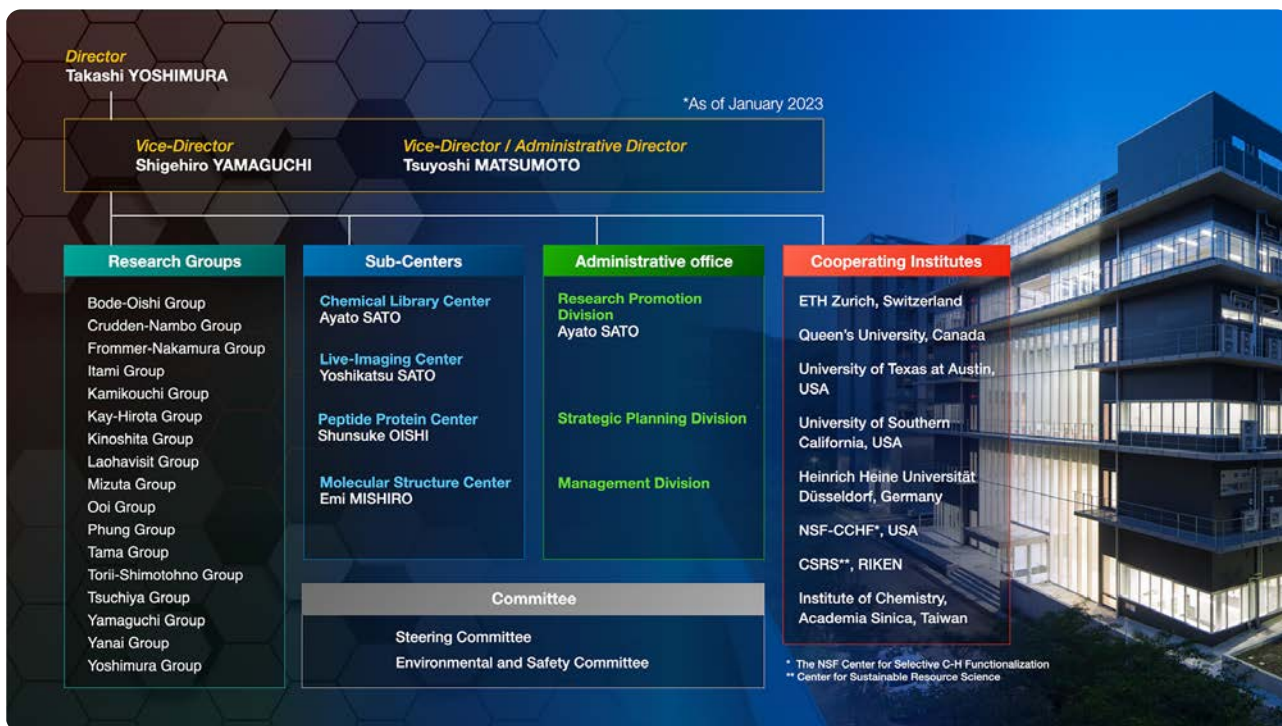 Director
Takashi YOSHIMURA
*As of January 2023
Vice-Director
Shigehiro YAMAGUCHI
Vice-Director / Administrative Director
Tsuyoshi MATSUMOTO
Research Groups
Bode-Oishi Group
Crudden-Nambo Group
Frommer-Nakamura Group
Itami Group
Kamikouchi Group
Kay-Hirota Group
Kinoshita Group
Laohavisit Group
Mizuta Group
Ooi Group
Phung Group
Tama Group
Torii-Shimotohno Group
Tsuchiya Group
Yamaguchi Group
Yanai Group
Yoshimura Group
Sub-Centers
Chemical Library Center
Ayato SATO
Live-Imaging Center
Yoshikatsu SATO
Peptide Protein Center
Shunsuke OISHI
Molecular Structure Center
Emi MISHIRO
Administrative office
Research Promotion
Division
Ayato SATO
Strategic Planning Division
Management Division
Cooperating Institutes
ETH Zurich, Switzerland
Queen's University, Canada
University of Texas at Austin,
USA
University of Southern
California, USA
Heinrich Heine Universität
Düsseldorf, Germany
NSF-CCHF*, USA
CSRS**, RIKEN
Institute of Chemistry,
Academia Sinica, Taiwan
Committee
Steering Committee
Environmental and Safety Committee
* The NSF Center for Selective C-H Functionalization
** Center for Sustainable Resource Science